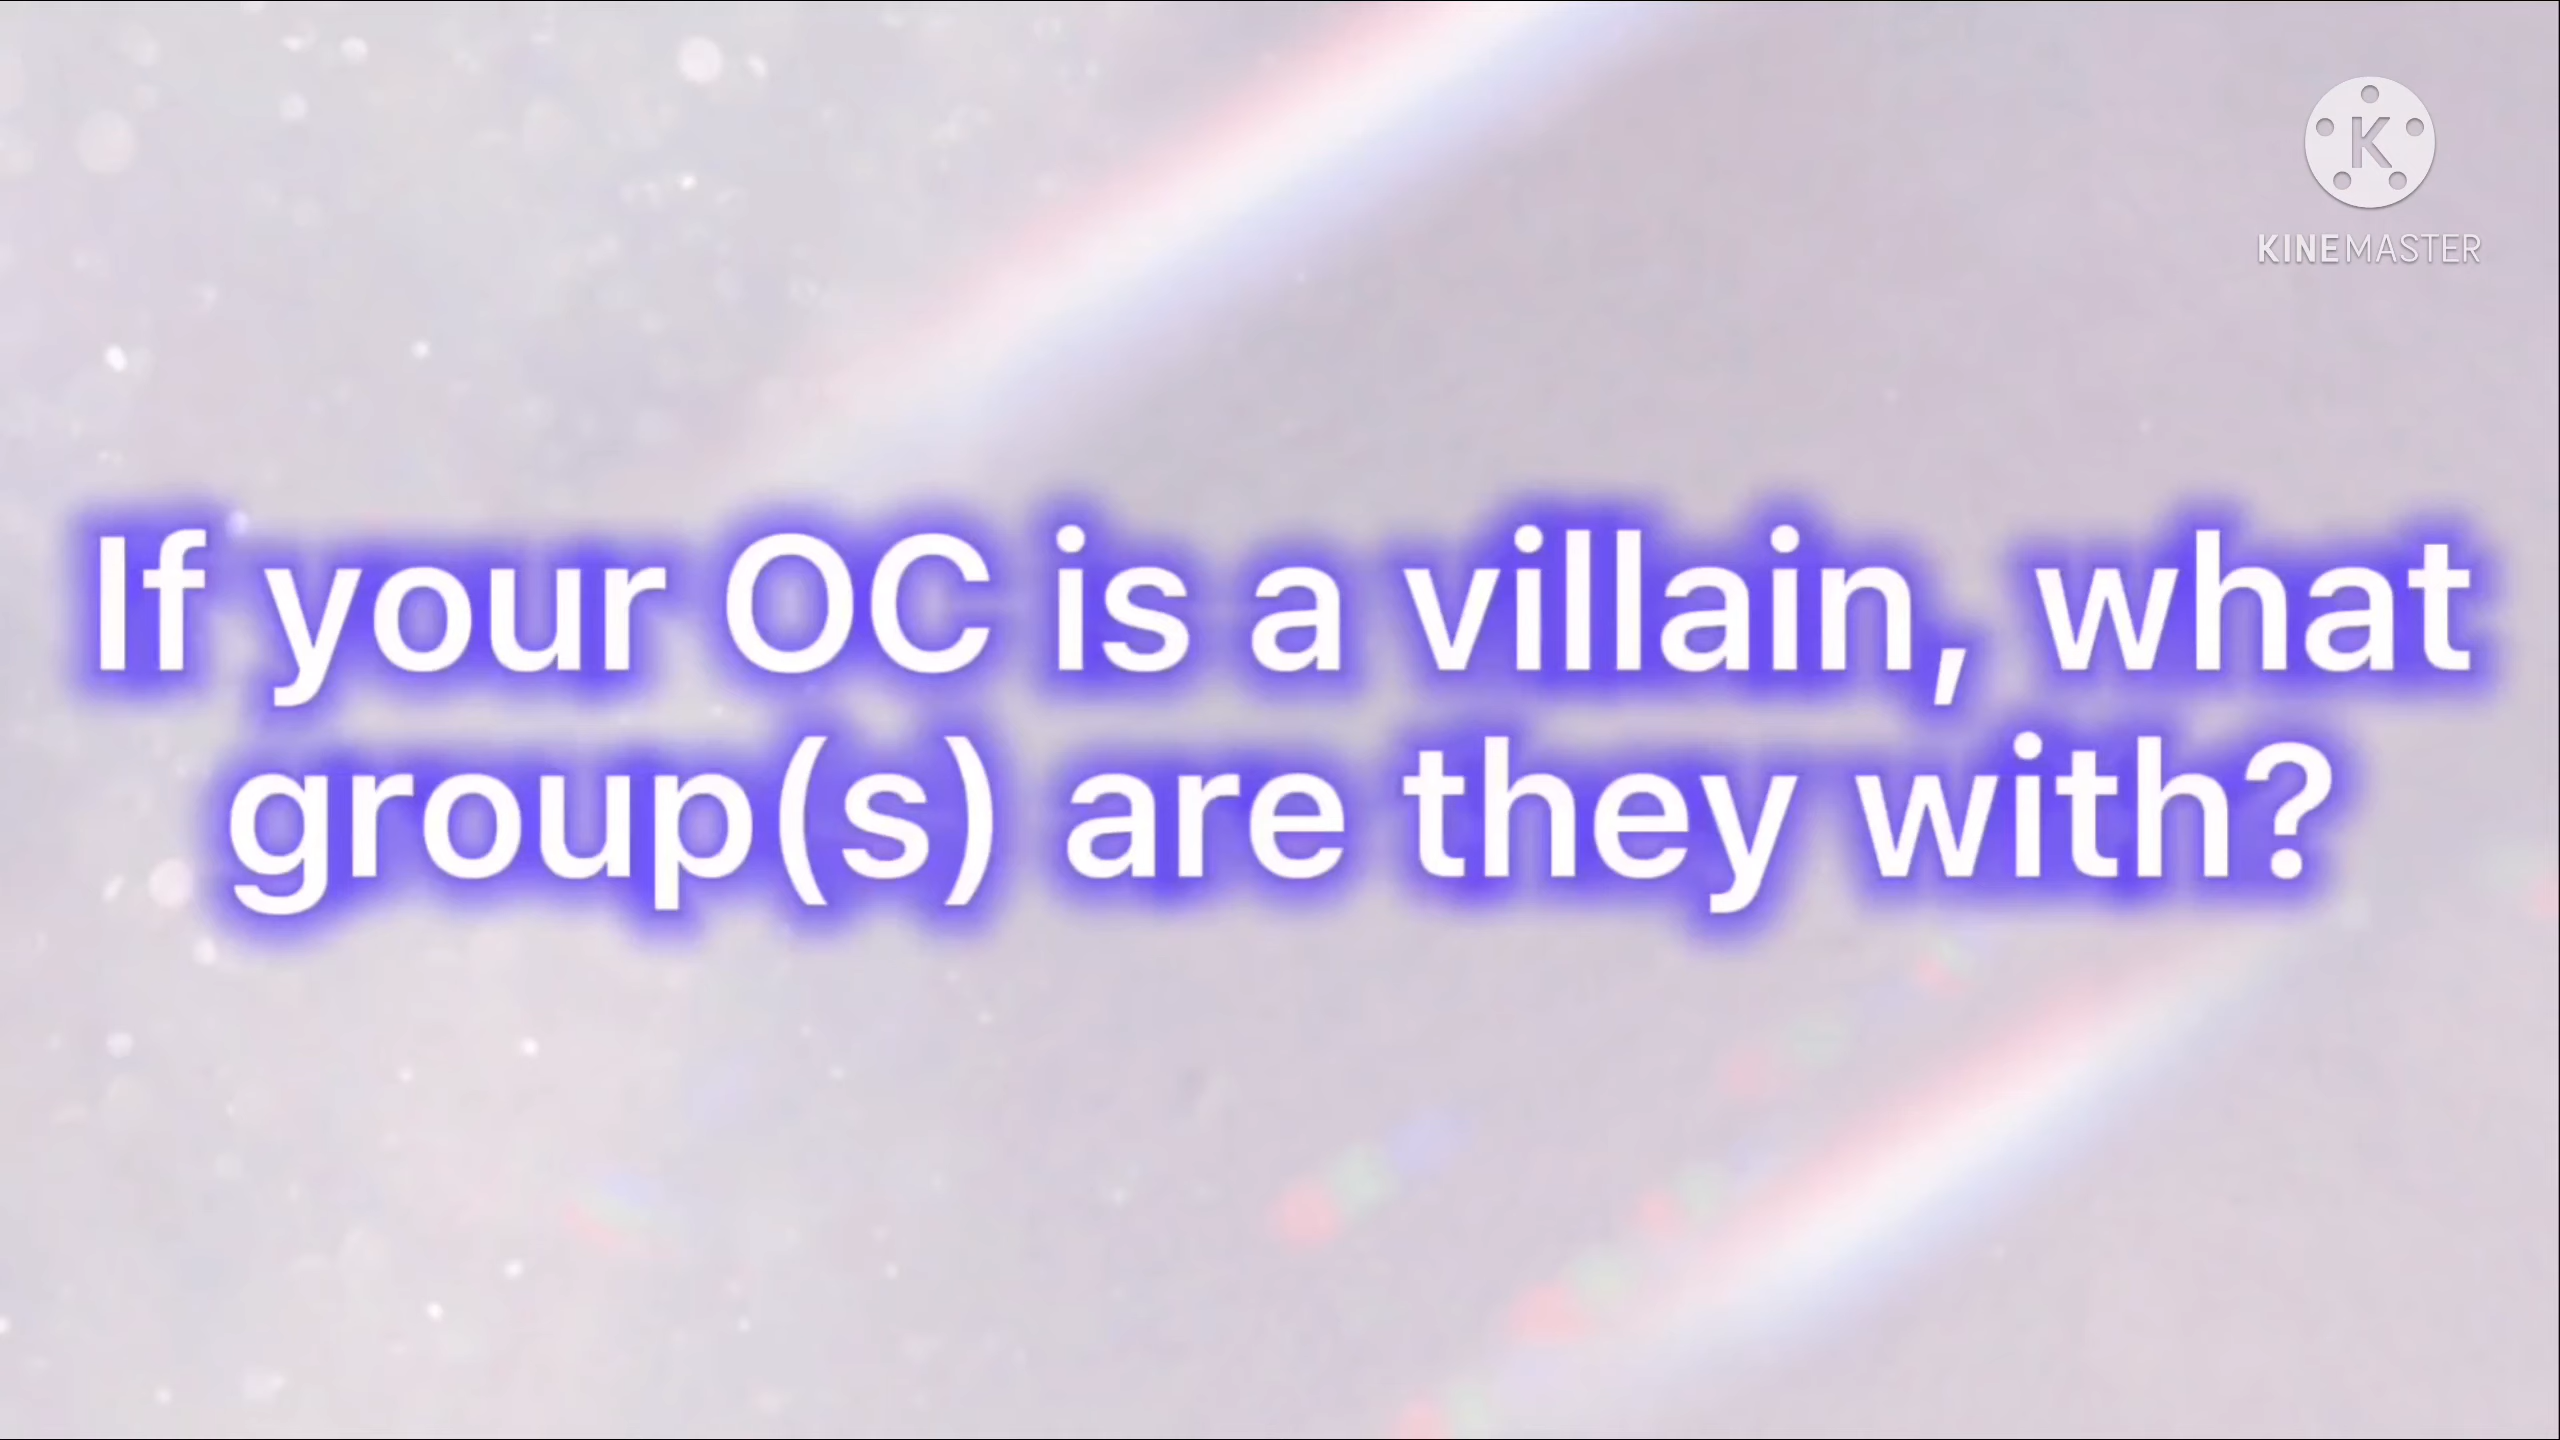 K
KINEMASTER
If your OC is a villain, what
group(s) are they with?